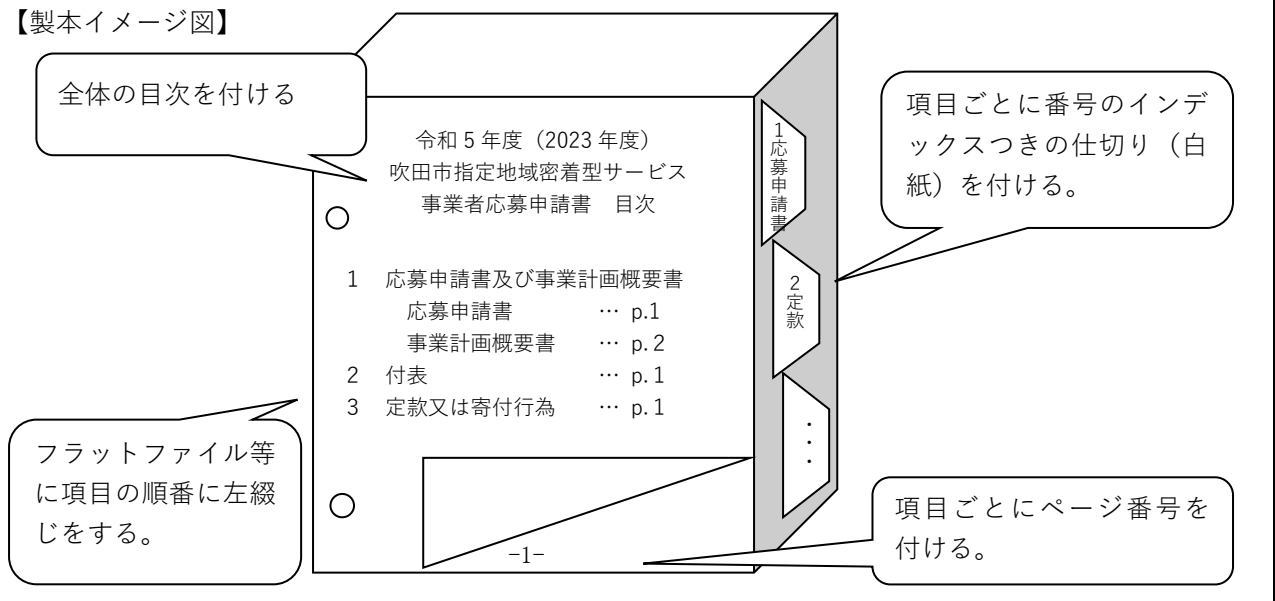 【製本イメージ図】
全体の目次を付ける
令和５年度（2023年度）
吹田市指定地域密着型サービス
事業者応募申請書　目次
1　応募申請書及び事業計画概要書
応募申請書　… p.1
事業計画概要書　… p.2
2　付表　… p.1
3　定款又は寄付行為　… p.1
-1-
1応募申請書
2定款
・・・
項目ごとに番号のインデ
ックスつきの仕切り（白
紙）を付ける。
フラットファイル等
に項目の順番に左綴
じをする。
項目ごとにページ番号を
付ける。